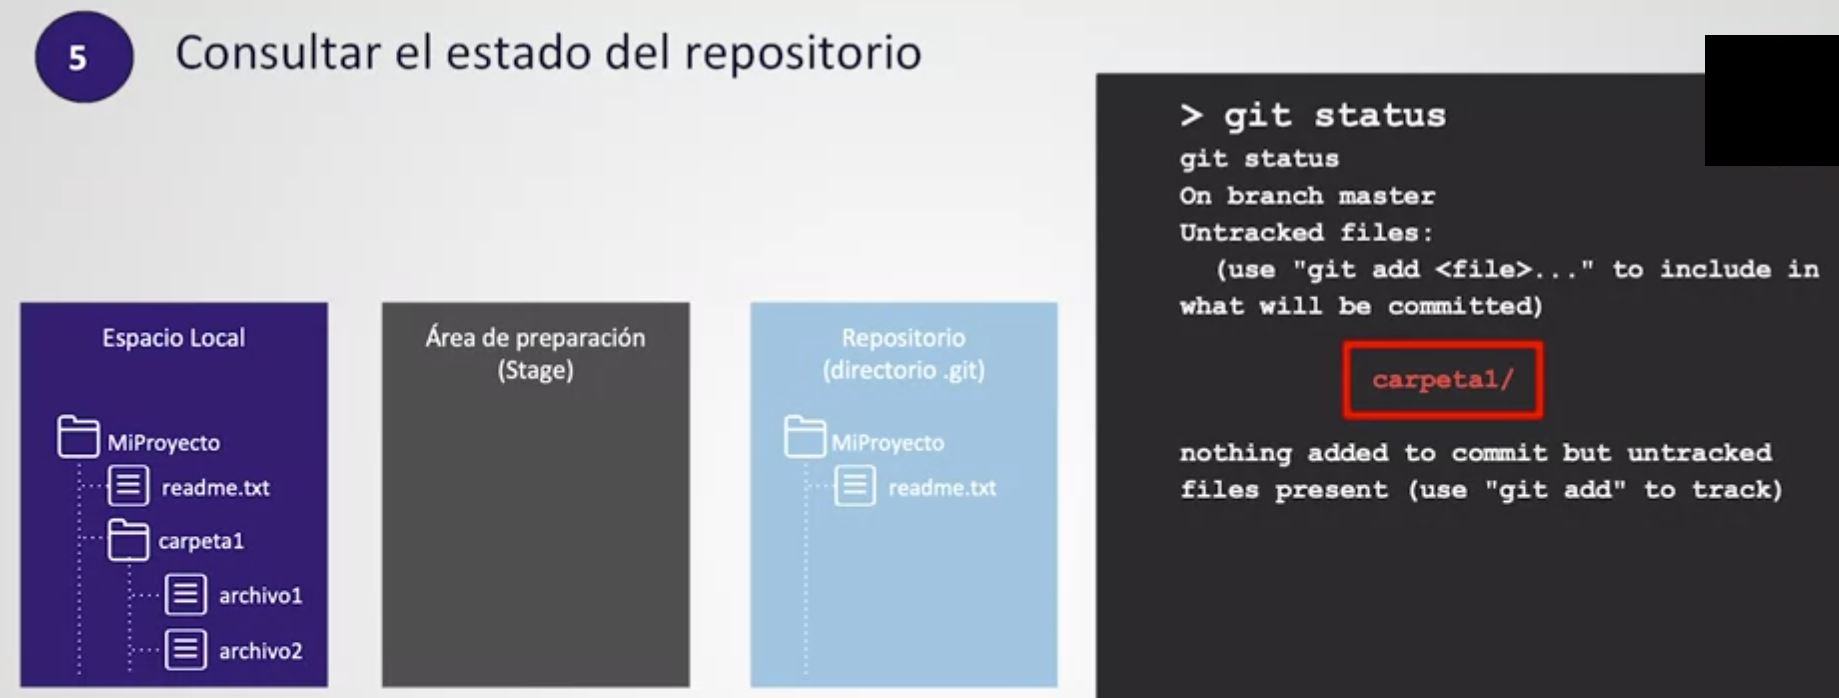 5
Consultar el estado del repositorio
Espacio Local
MiProyecto
readme.txt
carpeta1
archivo1
archivo2
Área de preparación
(Stage)
Repositorio
(directorio .git)
MiProyecto
readme.txt
> git status
git status
On branch master
Untracked files:
(use "git add <file>..." to include in
what will be committed)
carpeta1/
nothing added to commit but untracked
files present (use "git add" to track)